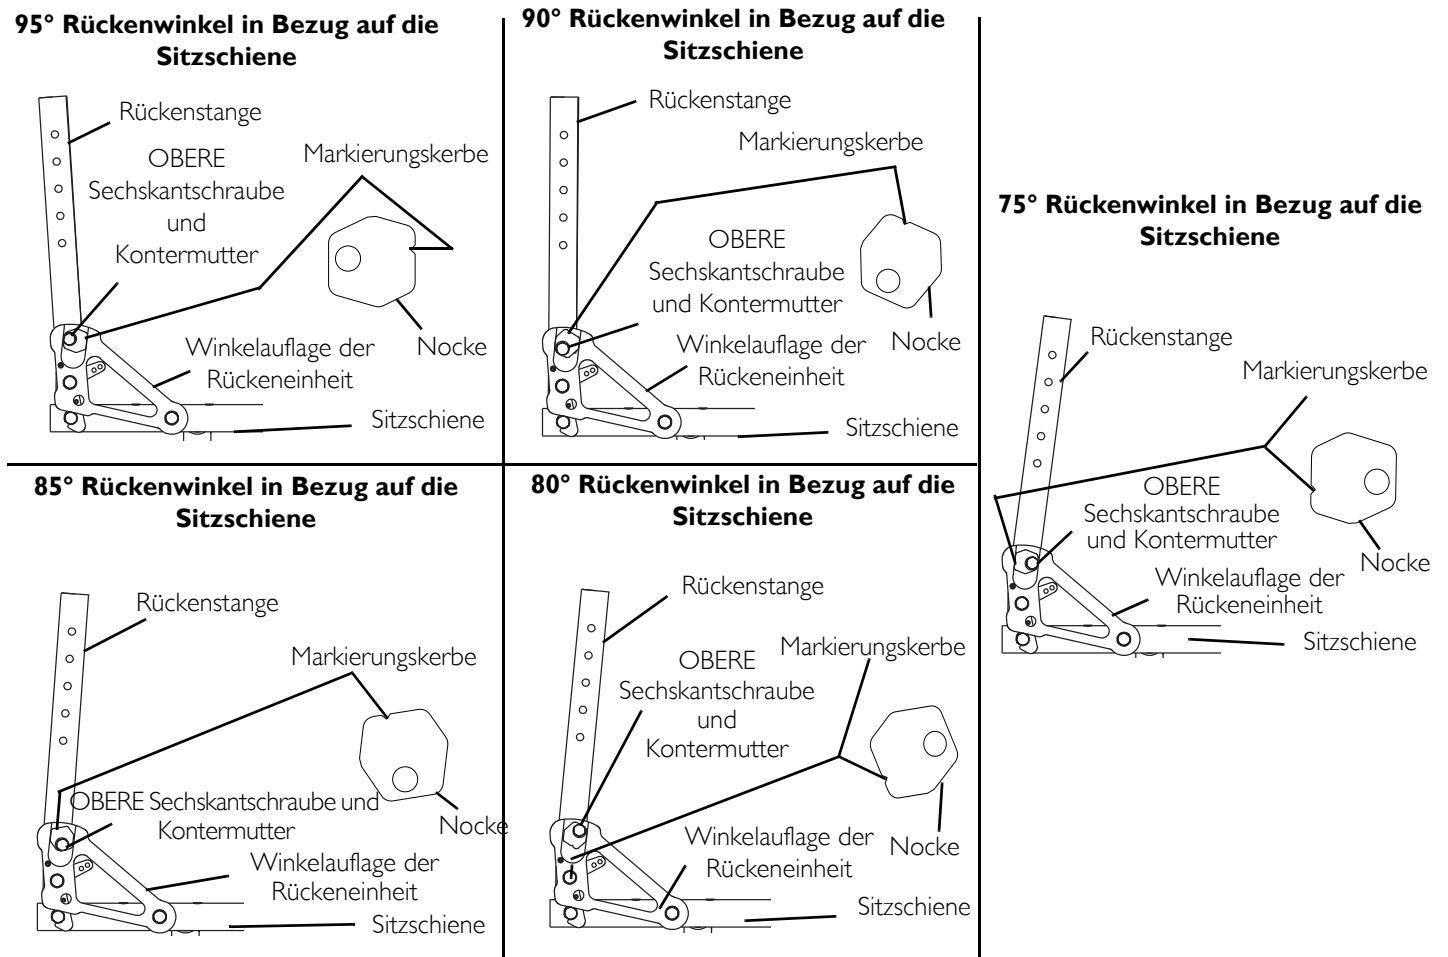 95° Rückenwinkel in Bezug auf die
Sitzschiene
Rückenstange
OBERE
Sechskantschraube
und
Kontermutter
Markierungskerbe
Nocke
Winkelauflage der
Rückeneinheit
Sitzschiene
90° Rückenwinkel in Bezug auf die
Sitzschiene
Rückenstange
Markierungskerbe
OBERE
Sechskantschraube
und Kontermutter
Nocke
Winkelauflage der
Rückeneinheit
Sitzschiene
75° Rückenwinkel in Bezug auf die
Sitzschiene
Rückenstange
Markierungskerbe
OBERE
Sechskantschraube
und Kontermutter
Nocke
Winkelauflage der
Rückeneinheit
Sitzschiene
85° Rückenwinkel in Bezug auf die
Sitzschiene
Rückenstange
Markierungskerbe
OBERE Sechskantschraube und
Kontermutter
Nocke
Winkelauflage der
Rückeneinheit
Sitzschiene
80° Rückenwinkel in Bezug auf die
Sitzschiene
Rückenstange
Markierungskerbe
OBERE
Sechskantschraube
und
Kontermutter
Winkelauflage der
Rückeneinheit
Nocke
Sitzschiene